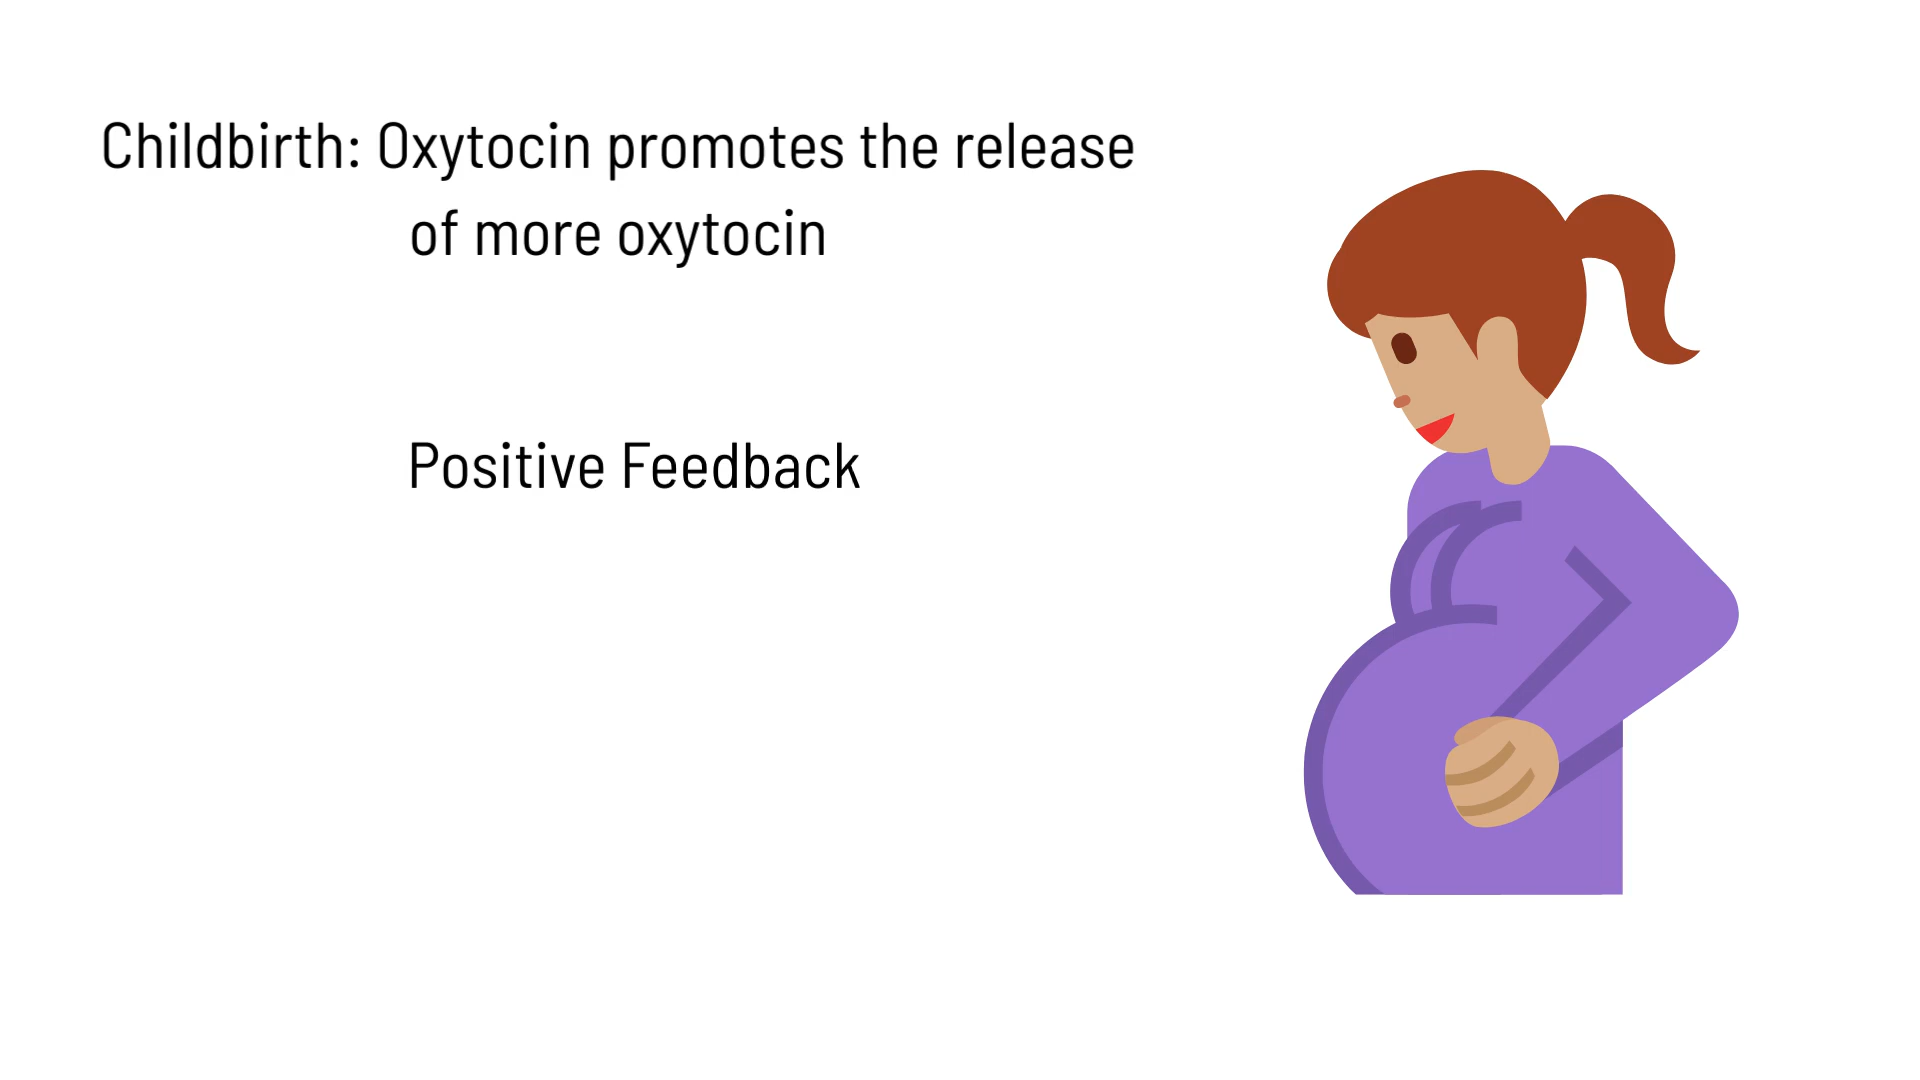 Childbirth: Oxytocin promotes the release
of more oxytocin
Positive Feedback